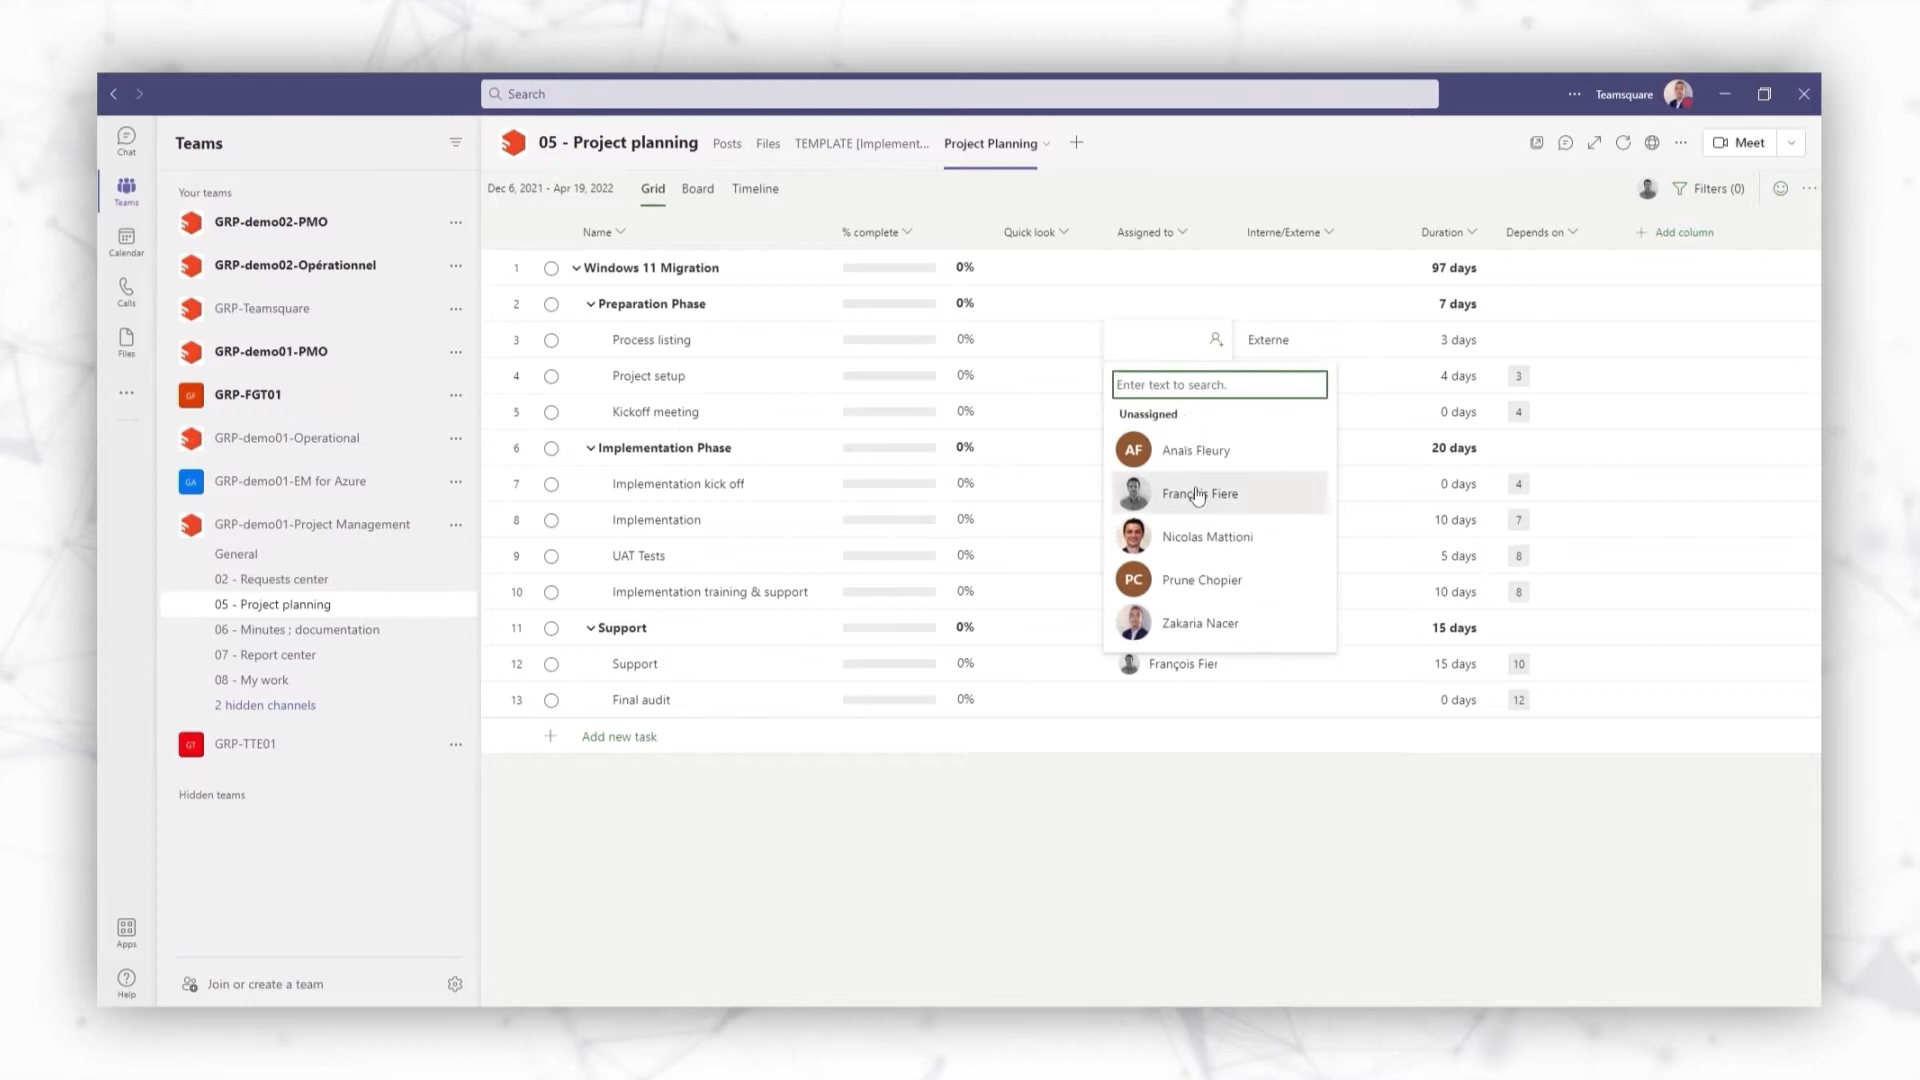 Search
Teamsquare
Chat
Teams
Calendar
Calls
Files
Apps
Help
Teams
Your teams
GRP-demo02-PMO
GRP-demo02-Opérationnel
GRP-Teamsquare
GRP-demo01-PMO
GF GRP-FGT01
GRP-demo01-Operational
GA GRP-demo01-EM for Azure
GRP-demo01-Project Management
General
02 - Requests center
05 - Project planning
06 - Minutes ; documentation
07 - Report center
08 - My work
2 hidden channels
GT GRP-TTE01
Hidden teams
Join or create a team
05 - Project planning Posts Files TEMPLATE [Implement... Project Planning Meet
Dec 6, 2021 - Apr 19, 2022 Grid Board Timeline Filters (0)
Name % complete Quick look Assigned to Interne/Externe Duration Depends on Add column
1 Windows 11 Migration 0% 97 days
2 Preparation Phase 0% 7 days
3 Process listing 0% Externe 3 days
4 Project setup 0% 4 days 3
5 Kickoff meeting 0% 0 days 4
6 Implementation Phase 0% 20 days
7 Implementation kick off 0% 0 days 4
8 Implementation 0% 10 days 7
9 UAT Tests 0% 5 days 8
10 Implementation training & support 0% 10 days 8
11 Support 0% 15 days
12 Support 0% François Fier 15 days 10
13 Final audit 0% 0 days 12
Add new task
Enter text to search.
Unassigned
AF Anaïs Fleury
François Fiere
Nicolas Mattioni
PC Prune Chopier
Zakaria Nacer